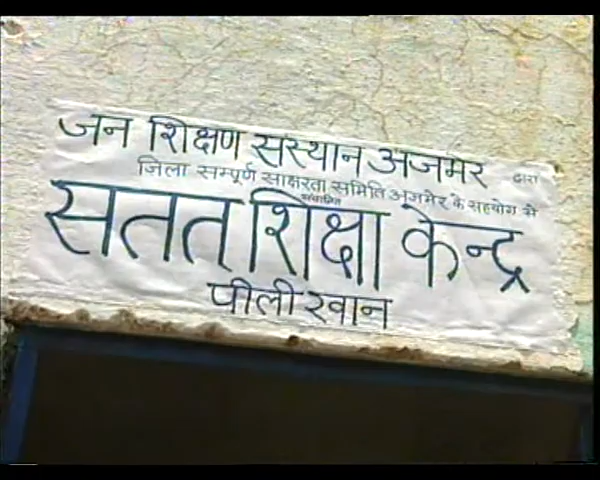 जन शिक्षण संस्थान अजमेर द्वारा
जिला सम्पूर्ण साक्षरता समिति अजमेर के सहयोग से
संचालित
सतत शिक्षा केन्द्र
पीली खान